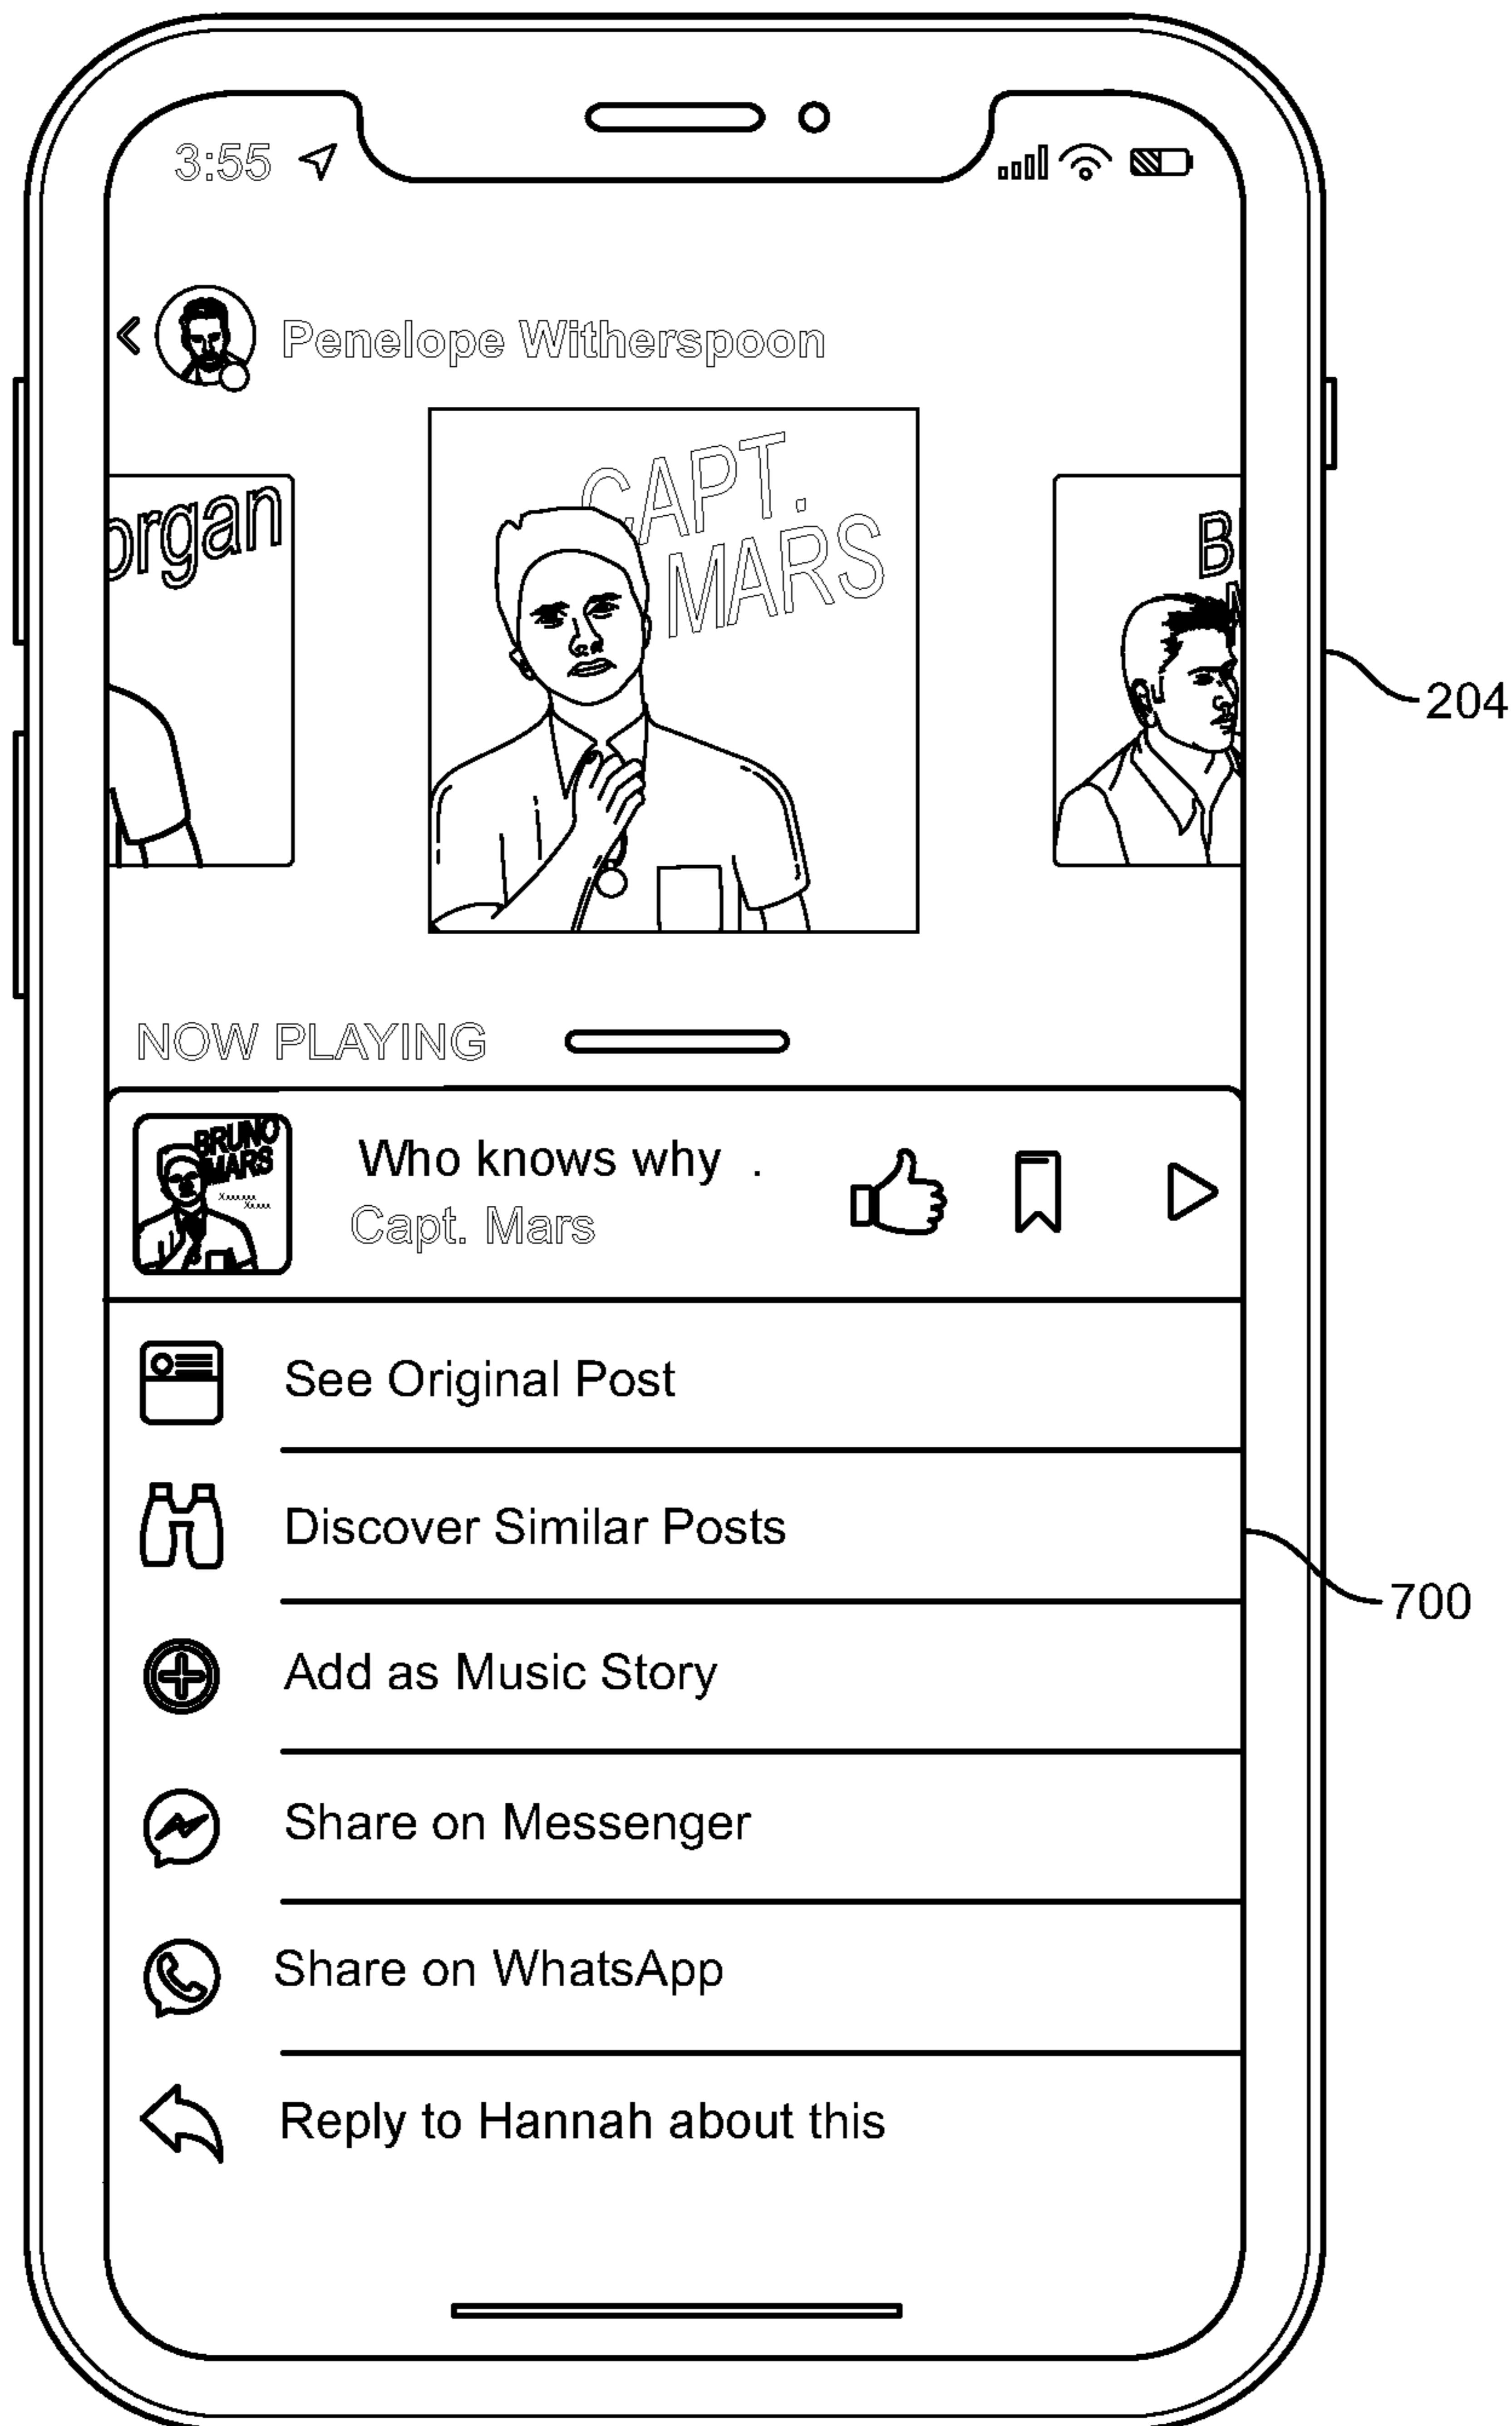 3:55
Penelope Witherspoon
organ
CAPT.
MARS
B
204
NOW PLAYING
BRUNO
MARS
Who knows why .
Capt. Mars
See Original Post
Discover Similar Posts
700
Add as Music Story
Share on Messenger
Share on WhatsApp
Reply to Hannah about this